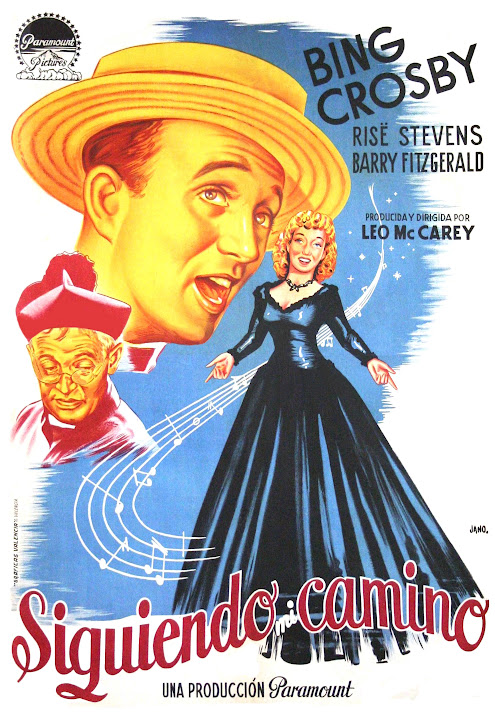 Paramount
Pictures
BING
CROSBY
RISË STEVENS
BARRY FITZGERALD
PRODUCIDA Y DIRIGIDA POR
LEO McCAREY
JANO.
Siguiendo mi camino
UNA PRODUCCIÓN Paramount